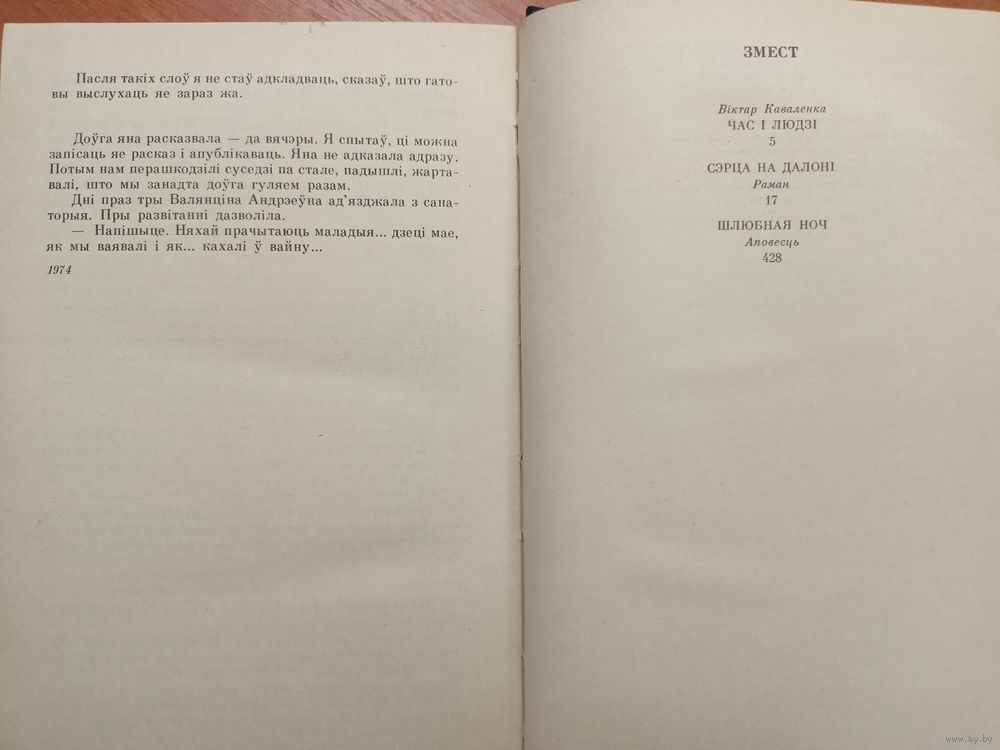 Пасля такіх слоў я не стаў адкладваць, сказаў, што гато-
вы выслухаць яе зараз жа.
Доўга яна расказвала — да вячэры. Я спытаў, ці можна
запісаць яе расказ і апублікаваць. Яна не адказала адразу.
Потым нам перашкодзілі суседзі па стале, падышлі, жарта-
валі, што мы занадта доўга гуляем разам.
Дні праз тры Валянціна Андрэеўна ад'язджала з сана-
торыя. Пры развітанні дазволіла.
— Напішыце. Няхай прачытаюць маладыя... дзеці мае,
як мы ваявалі і як... кахалі ў вайну...
1974
ЗМЕСТ
Віктар Каваленка
ЧАС І ЛЮДЗІ
5
СЭРЦА НА ДАЛОНІ
Раман
17
ШЛЮБНАЯ НОЧ
Аповесць
428
www.ay.by